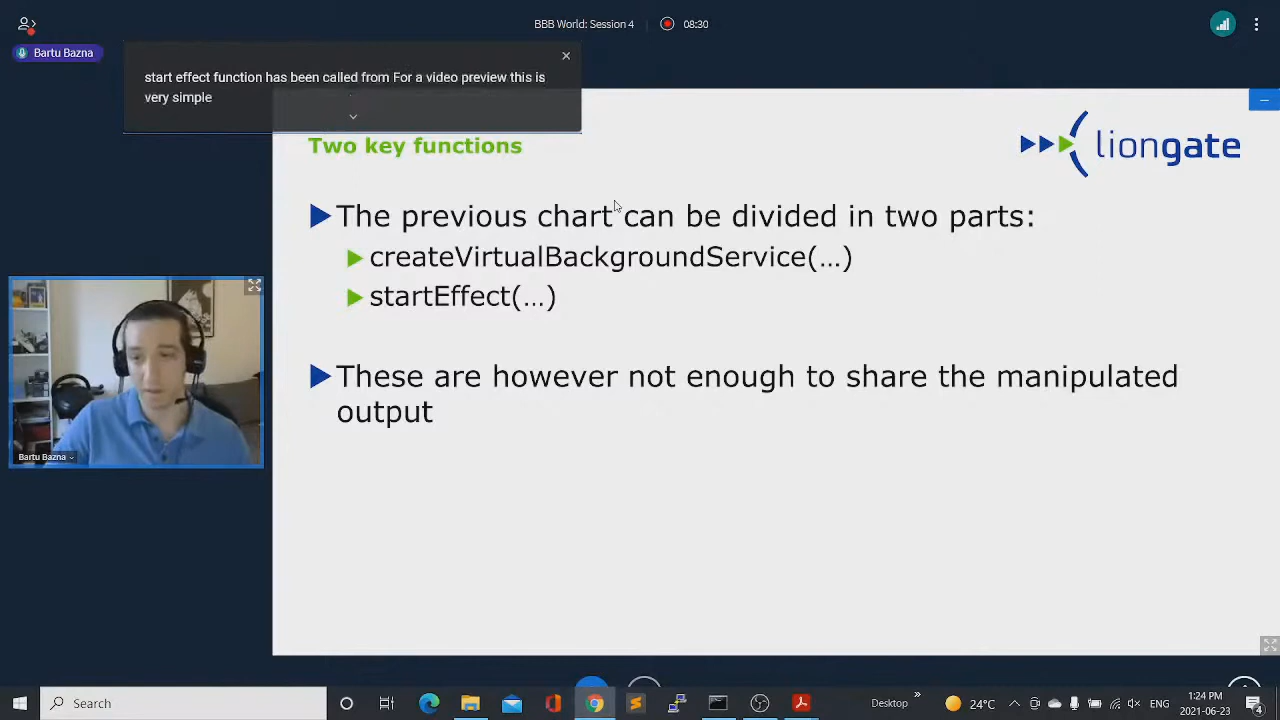 BBB World: Session 4
08:30
Bartu Bazna
start effect function has been called from For a video preview this is
very simple
Two key functions
liongate
The previous chart can be divided in two parts:
createVirtualBackgroundService(...)
startEffect(...)
These are however not enough to share the manipulated
output
Bartu Bazna
Search
Desktop
24°C
ENG
1:24 PM
2021-06-23
4